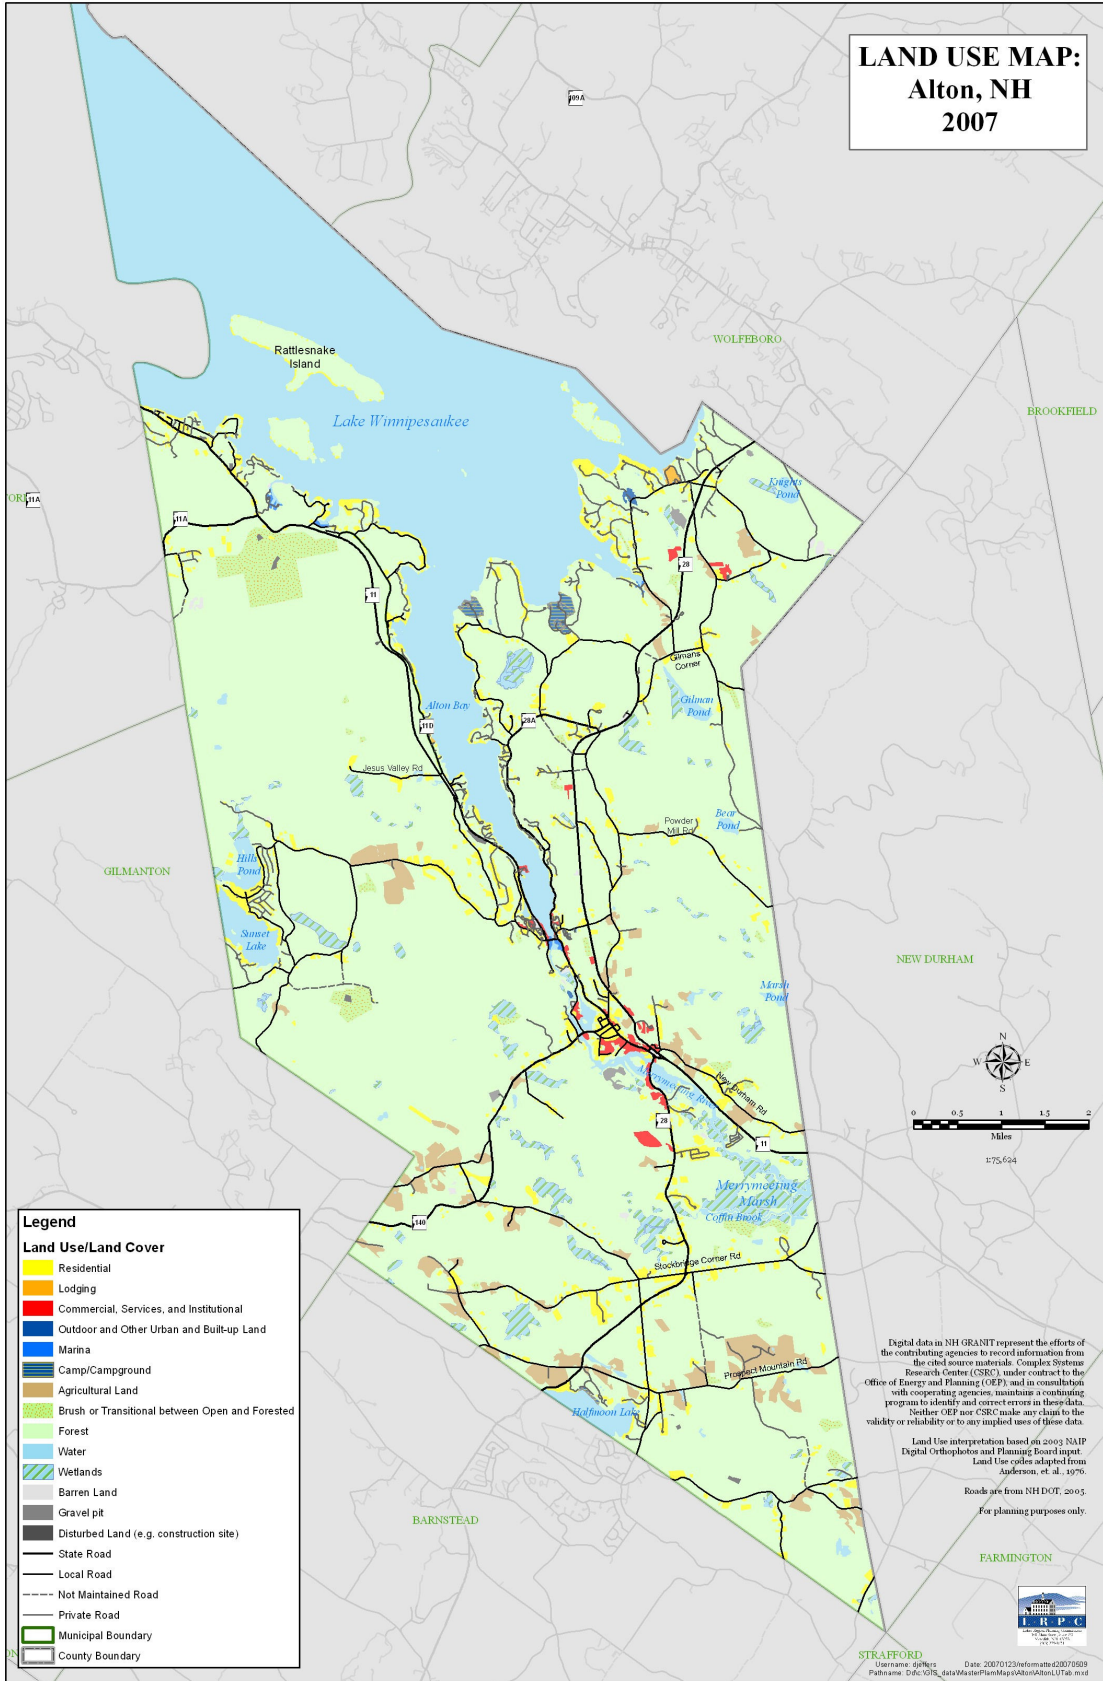 LAND USE MAP:
Alton, NH
2007
109A
WOLFEBORO
BROOKFIELD
Rattlesnake
Island
Lake Winnipesaukee
11A
Knights
Pond
11A
28
11
Gilmans
Corner
Gilman
Pond
Alton Bay
28A
11D
Jesus Valley Rd
Powder
Mill Rd
Bear
Pond
GILMANTON
Hills
Pond
Sunset
Lake
NEW DURHAM
Marsh
Pond
Merrymeeting River
New Durham Rd
28
11
N
W
E
S
0 0.5 1 1.5 2
Miles
1:75,624
Merrymeeting
Marsh
Coffin Brook
140
Stockbridge Corner Rd
Prospect Mountain Rd
Halfmoon Lake
BARNSTEAD
FARMINGTON
STRAFFORD
Legend
Land Use/Land Cover
Residential
Lodging
Commercial, Services, and Institutional
Outdoor and Other Urban and Built-up Land
Marina
Camp/Campground
Agricultural Land
Brush or Transitional between Open and Forested
Forest
Water
Wetlands
Barren Land
Gravel pit
Disturbed Land (e.g. construction site)
State Road
Local Road
Not Maintained Road
Private Road
Municipal Boundary
County Boundary
Digital data in NH GRANIT represent the efforts of
the contributing agencies to record information from
the cited source materials. Complex Systems
Research Center (CSRC), under contract to the
Office of Energy and Planning (OEP), and in consultation
with cooperating agencies, maintains a continuing
program to identify and correct errors in these data.
Neither OEP nor CSRC make any claim to the
validity or reliability or to any implied uses of these data.
Land Use interpretation based on 2003 NAIP
Digital Orthophotos and Planning Board input.
Land Use codes adapted from
Anderson, et. al., 1976.
Roads are from NH DOT, 2005.
For planning purposes only.
L R P C
Username: djeffers Date: 20070123/reformatted20070509